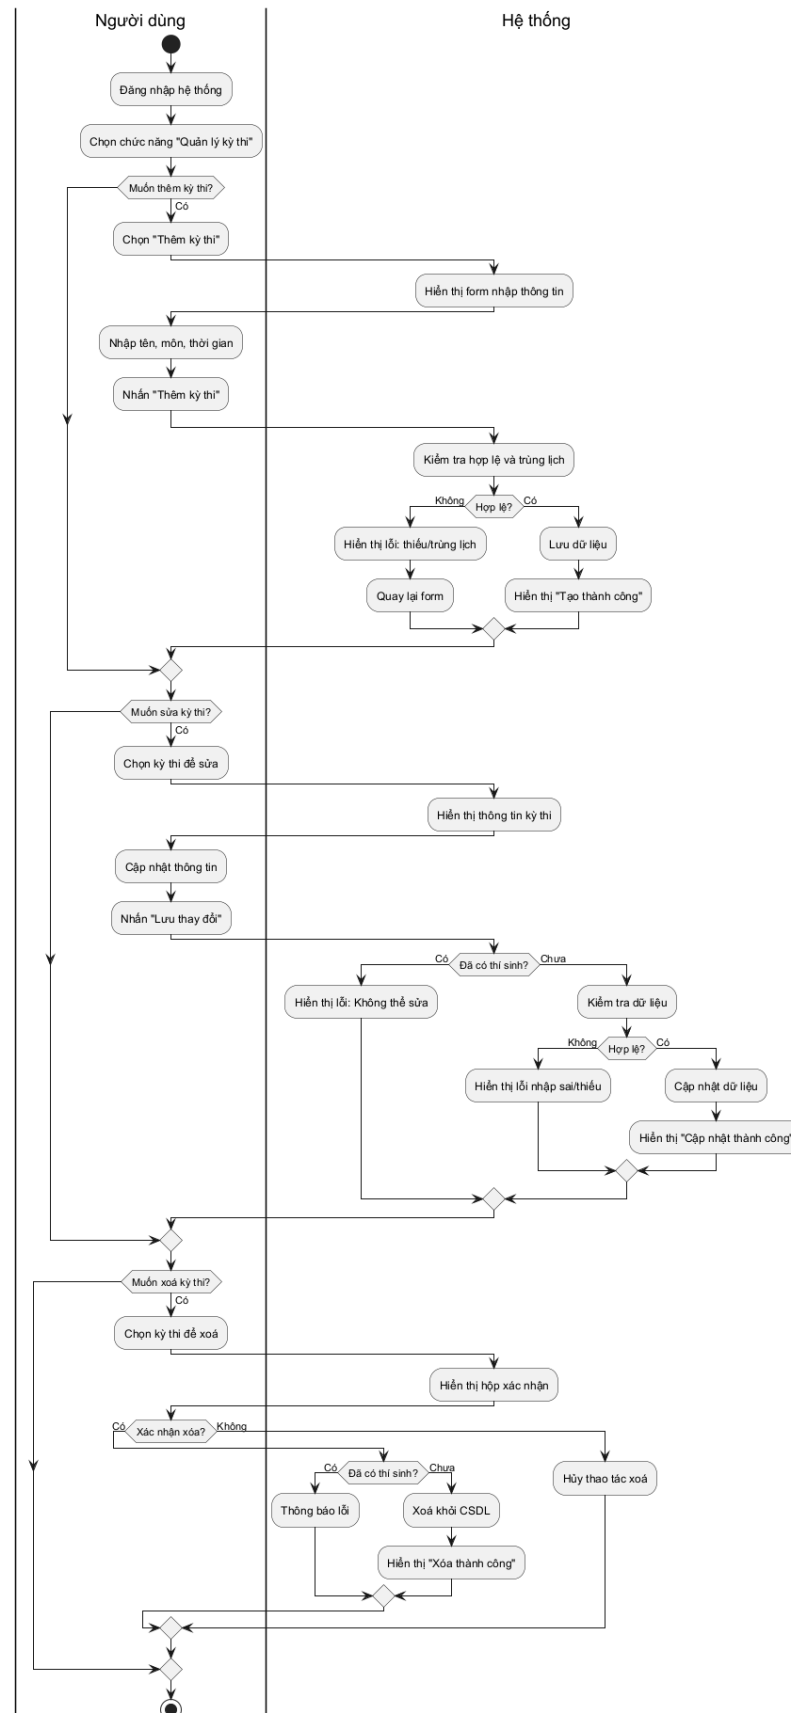 Người dùng
Hệ thống
Đăng nhập hệ thống
Chọn chức năng "Quản lý kỳ thi"
Muốn thêm kỳ thi?
Có
Chọn "Thêm kỳ thi"
Hiển thị form nhập thông tin
Nhập tên, môn, thời gian
Nhấn "Thêm kỳ thi"
Kiểm tra hợp lệ và trùng lịch
Không
Hợp lệ?
Có
Hiển thị lỗi: thiếu/trùng lịch
Lưu dữ liệu
Quay lại form
Hiển thị "Tạo thành công"
Muốn sửa kỳ thi?
Có
Chọn kỳ thi để sửa
Hiển thị thông tin kỳ thi
Cập nhật thông tin
Nhấn "Lưu thay đổi"
Có
Đã có thí sinh?
Chưa
Hiển thị lỗi: Không thể sửa
Kiểm tra dữ liệu
Không
Hợp lệ?
Có
Hiển thị lỗi nhập sai/thiếu
Cập nhật dữ liệu
Hiển thị "Cập nhật thành công"
Muốn xoá kỳ thi?
Có
Chọn kỳ thi để xoá
Hiển thị hộp xác nhận
Có
Xác nhận xóa?
Không
Có
Đã có thí sinh?
Chưa
Hủy thao tác xoá
Thông báo lỗi
Xoá khỏi CSDL
Hiển thị "Xóa thành công"